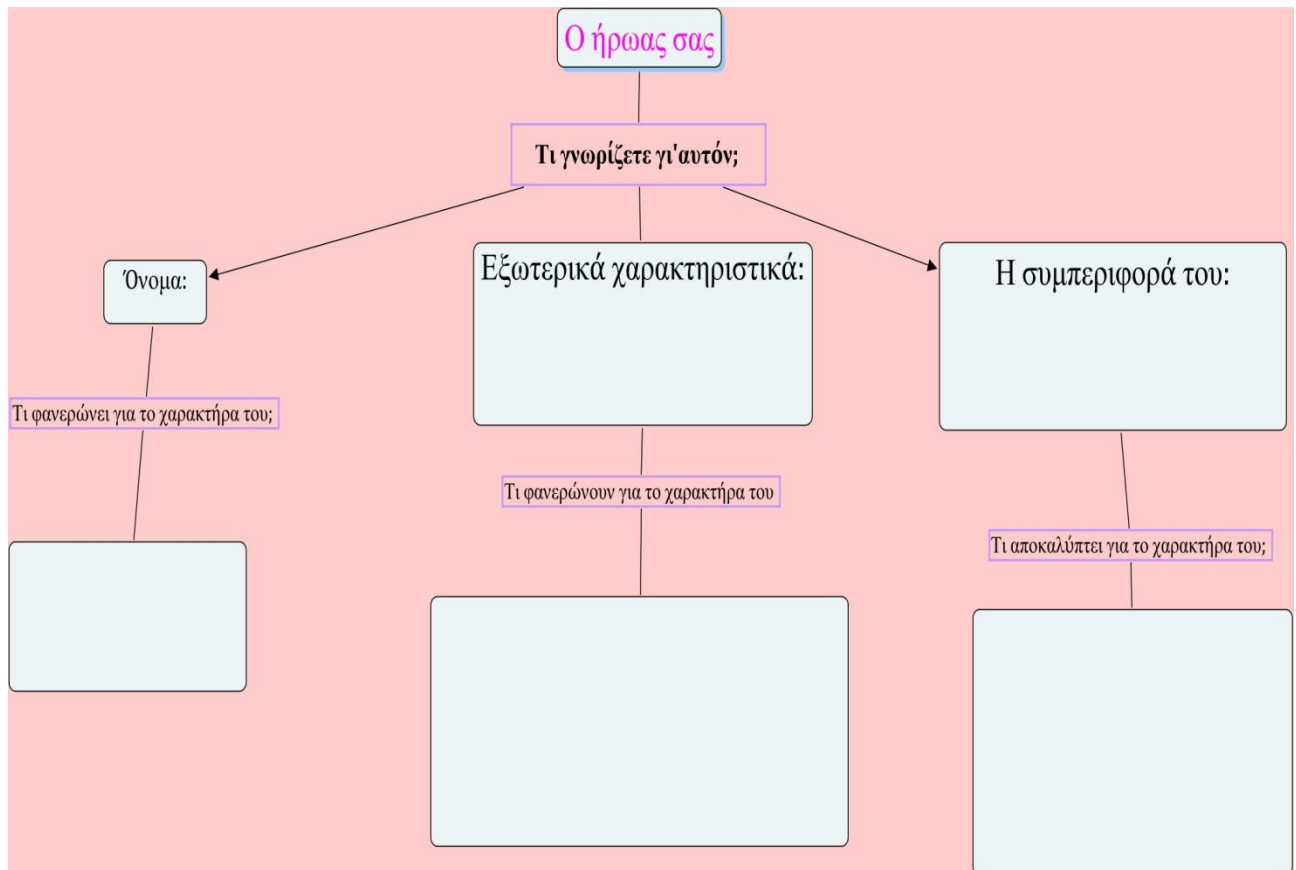 Ο ήρωας σας
Τι γνωρίζετε γι'αυτόν;
Όνομα:
Εξωτερικά χαρακτηριστικά:
Η συμπεριφορά του:
Τι φανερώνει για το χαρακτήρα του;
Τι φανερώνουν για το χαρακτήρα του
Τι αποκαλύπτει για το χαρακτήρα του;